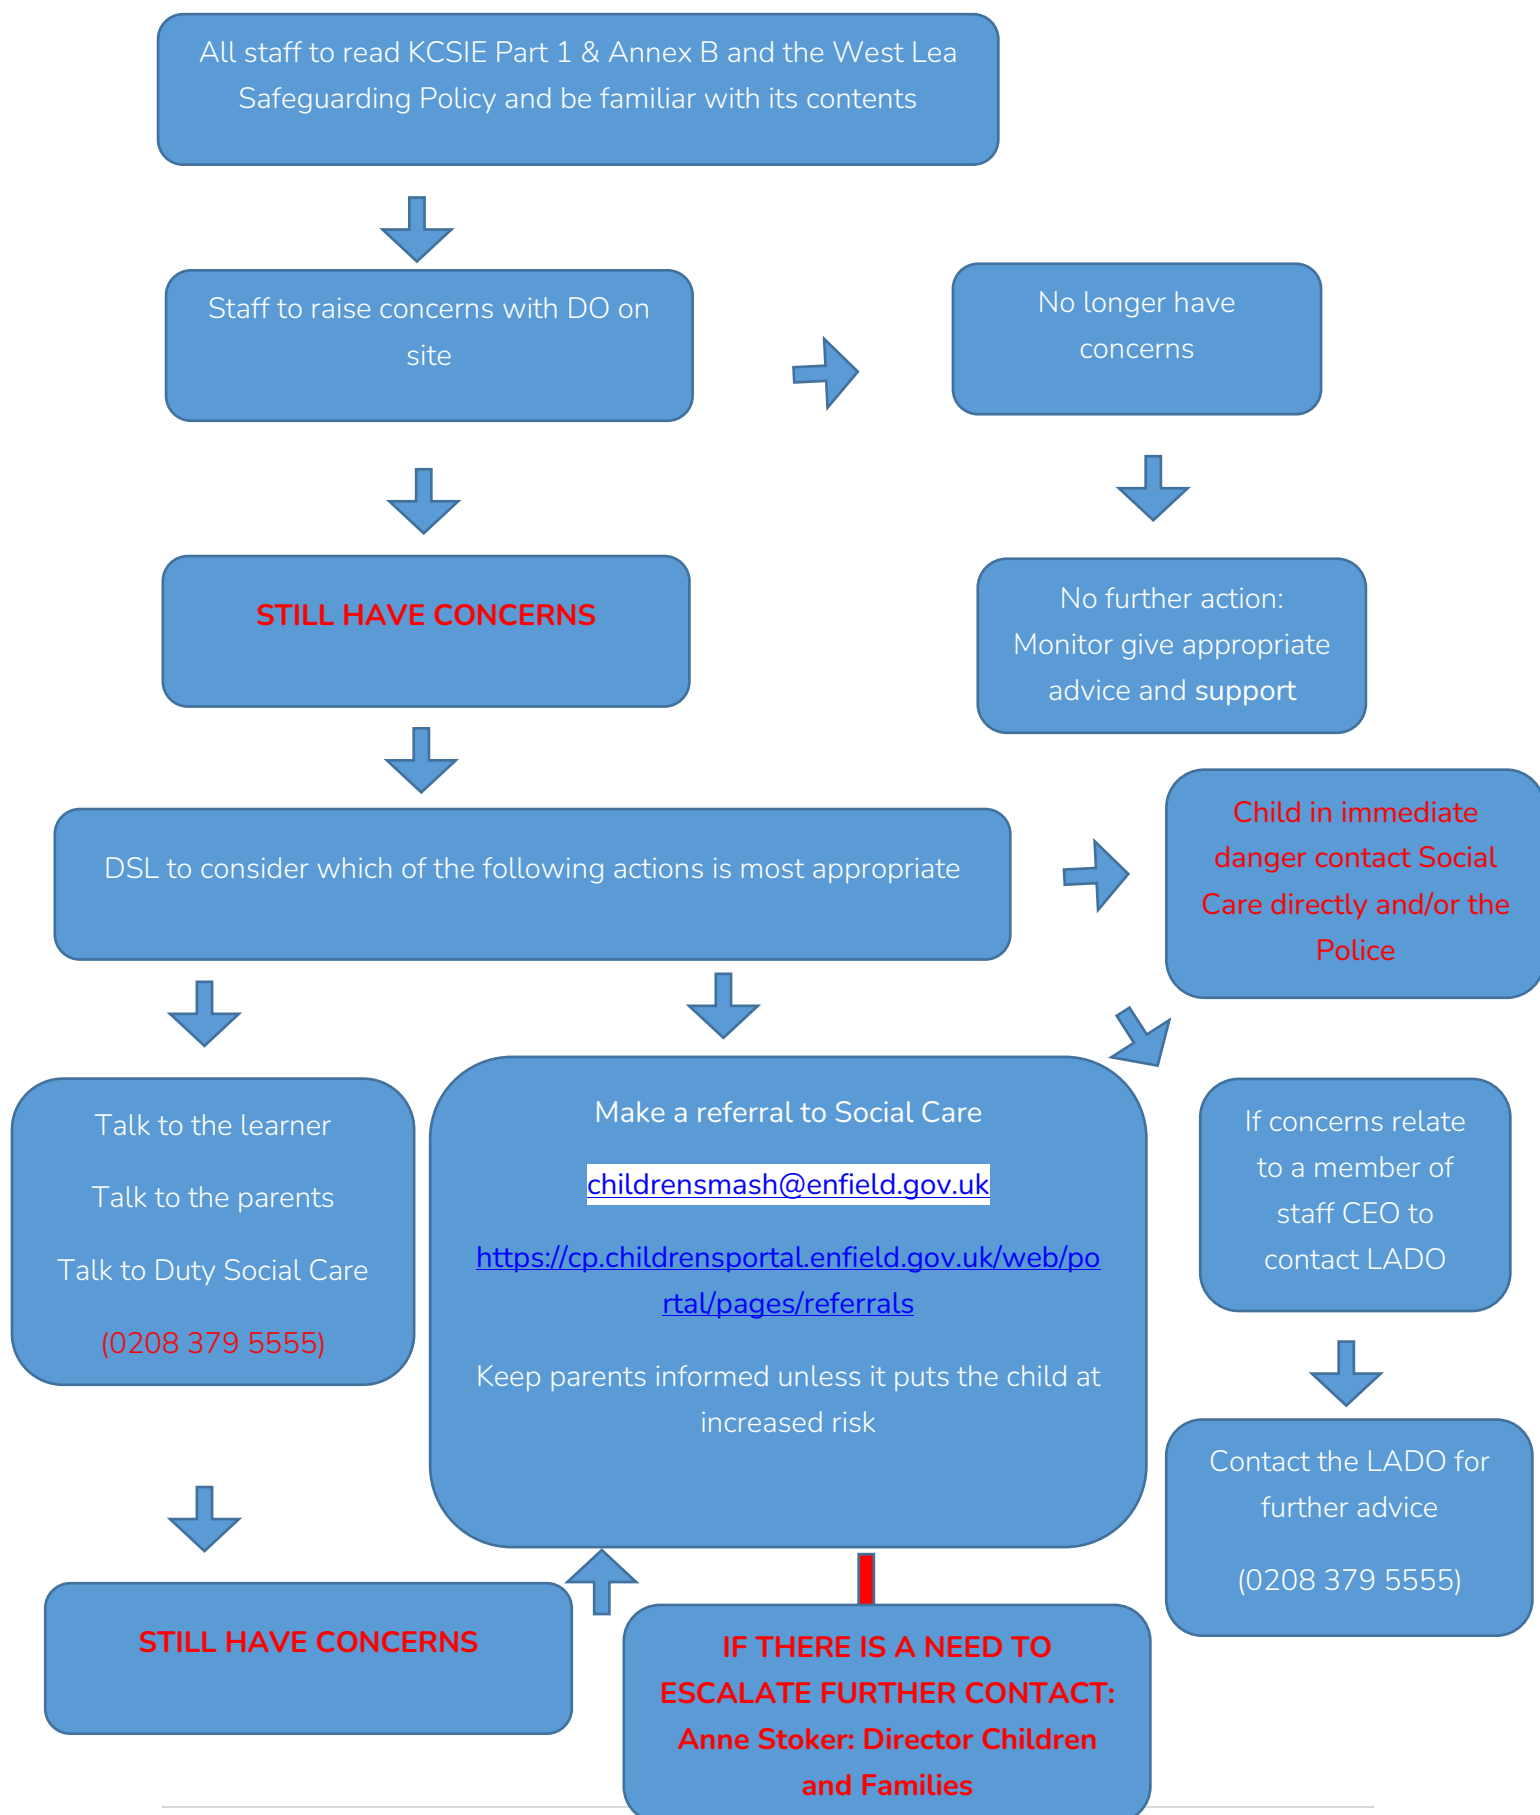 All staff to read KCSIE Part 1 & Annex B and the West Lea
Safeguarding Policy and be familiar with its contents
Staff to raise concerns with DO on
site
No longer have
concerns
STILL HAVE CONCERNS
No further action:
Monitor give appropriate
advice and support
DSL to consider which of the following actions is most appropriate
Child in immediate
danger contact Social
Care directly and/or the
Police
Talk to the learner
Talk to the parents
Talk to Duty Social Care
(0208 379 5555)
Make a referral to Social Care
childrensmash@enfield.gov.uk
https://cp.childrensportal.enfield.gov.uk/web/po
rtal/pages/referrals
Keep parents informed unless it puts the child at
increased risk
If concerns relate
to a member of
staff CEO to
contact LADO
Contact the LADO for
further advice
(0208 379 5555)
STILL HAVE CONCERNS
IF THERE IS A NEED TO
ESCALATE FURTHER CONTACT:
Anne Stoker: Director Children
and Families